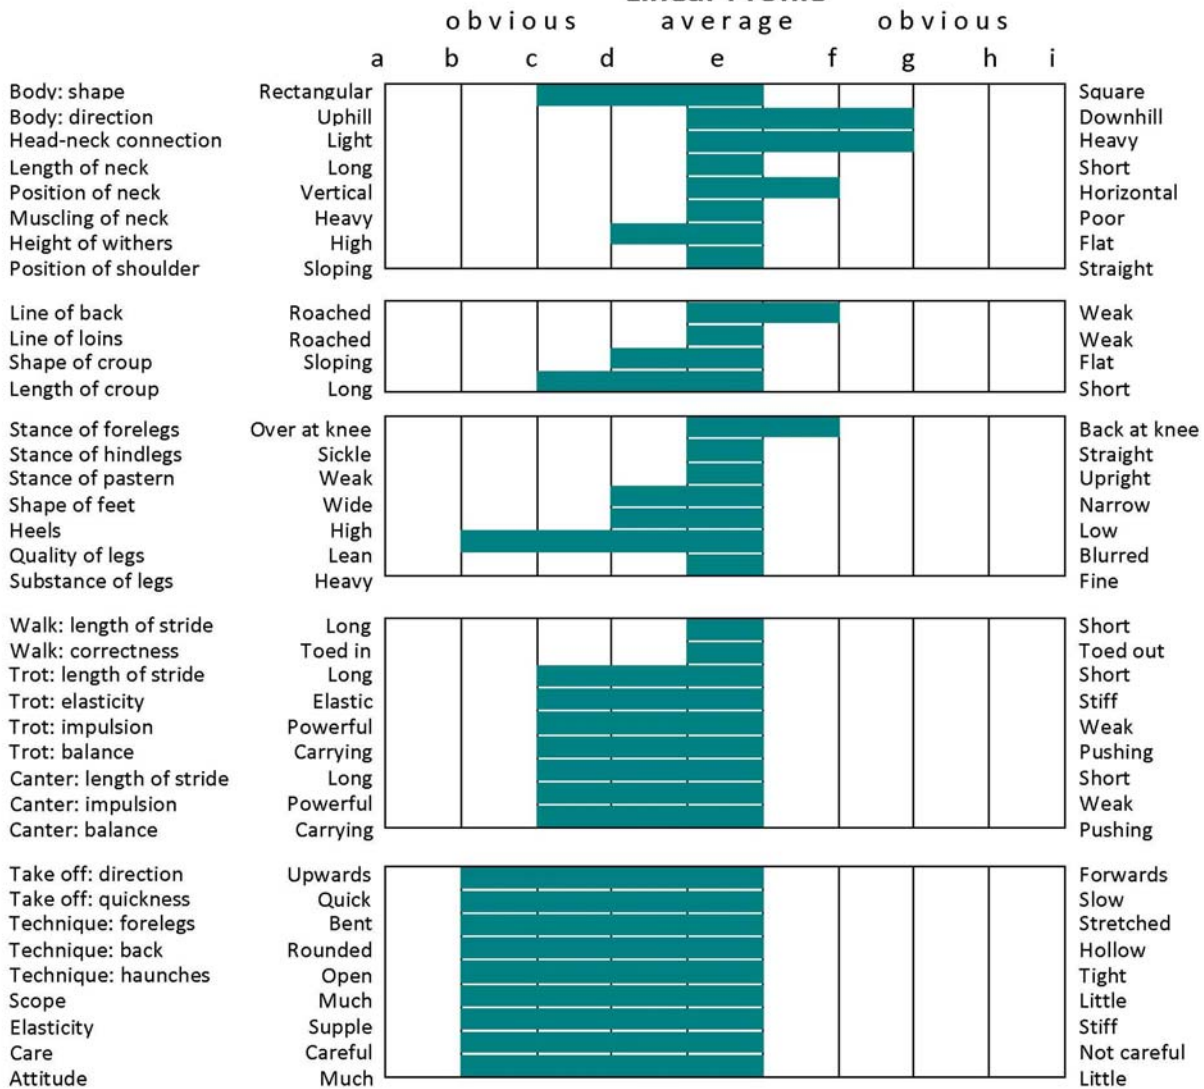 obvious average obvious
a b c d e f g h i
Body: shape Rectangular Square
Body: direction Uphill Downhill
Head-neck connection Light Heavy
Length of neck Long Short
Position of neck Vertical Horizontal
Muscling of neck Heavy Poor
Height of withers High Flat
Position of shoulder Sloping Straight
Line of back Roached Weak
Line of loins Roached Weak
Shape of croup Sloping Flat
Length of croup Long Short
Stance of forelegs Over at knee Back at knee
Stance of hindlegs Sickle Straight
Stance of pastern Weak Upright
Shape of feet Wide Narrow
Heels High Low
Quality of legs Lean Blurred
Substance of legs Heavy Fine
Walk: length of stride Long Short
Walk: correctness Toed in Toed out
Trot: length of stride Long Short
Trot: elasticity Elastic Stiff
Trot: impulsion Powerful Weak
Trot: balance Carrying Pushing
Canter: length of stride Long Short
Canter: impulsion Powerful Weak
Canter: balance Carrying Pushing
Take off: direction Upwards Forwards
Take off: quickness Quick Slow
Technique: forelegs Bent Stretched
Technique: back Rounded Hollow
Technique: haunches Open Tight
Scope Much Little
Elasticity Supple Stiff
Care Careful Not careful
Attitude Much Little